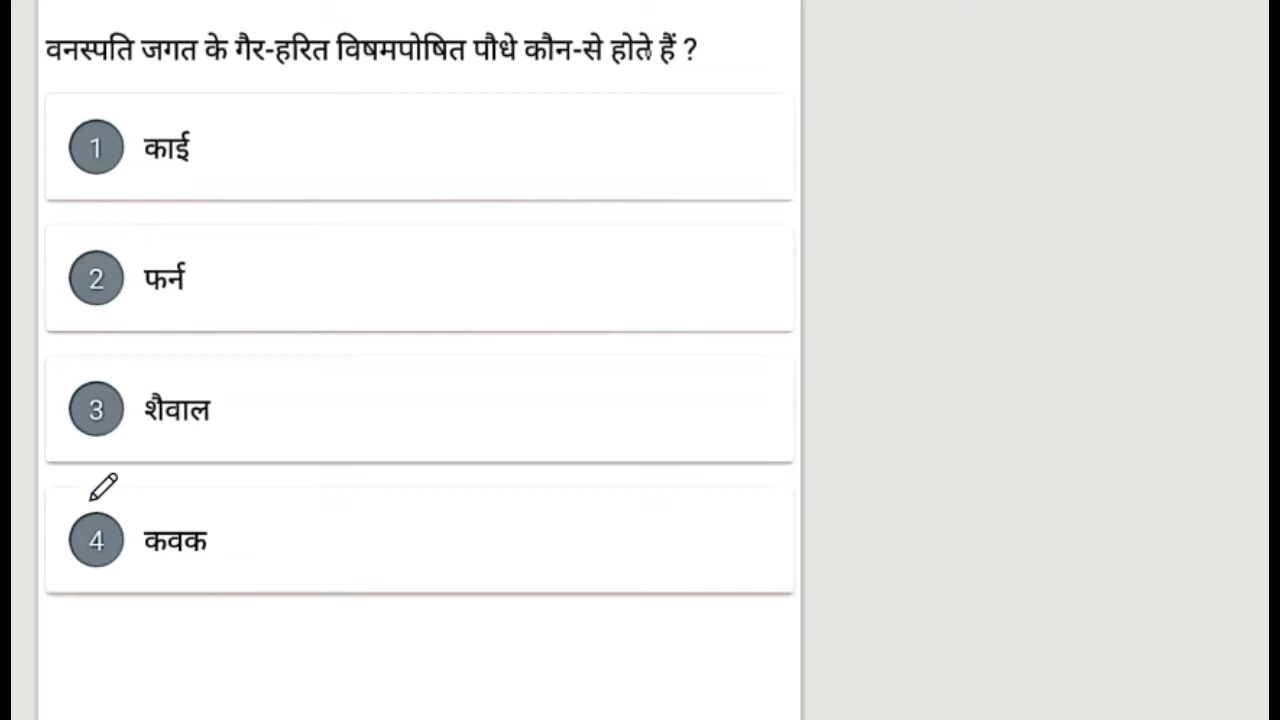 वनस्पति जगत के गैर-हरित विषमपोषित पौधे कौन-से होते हैं ?
1 काई
2 फर्न
3 शैवाल
4 कवक